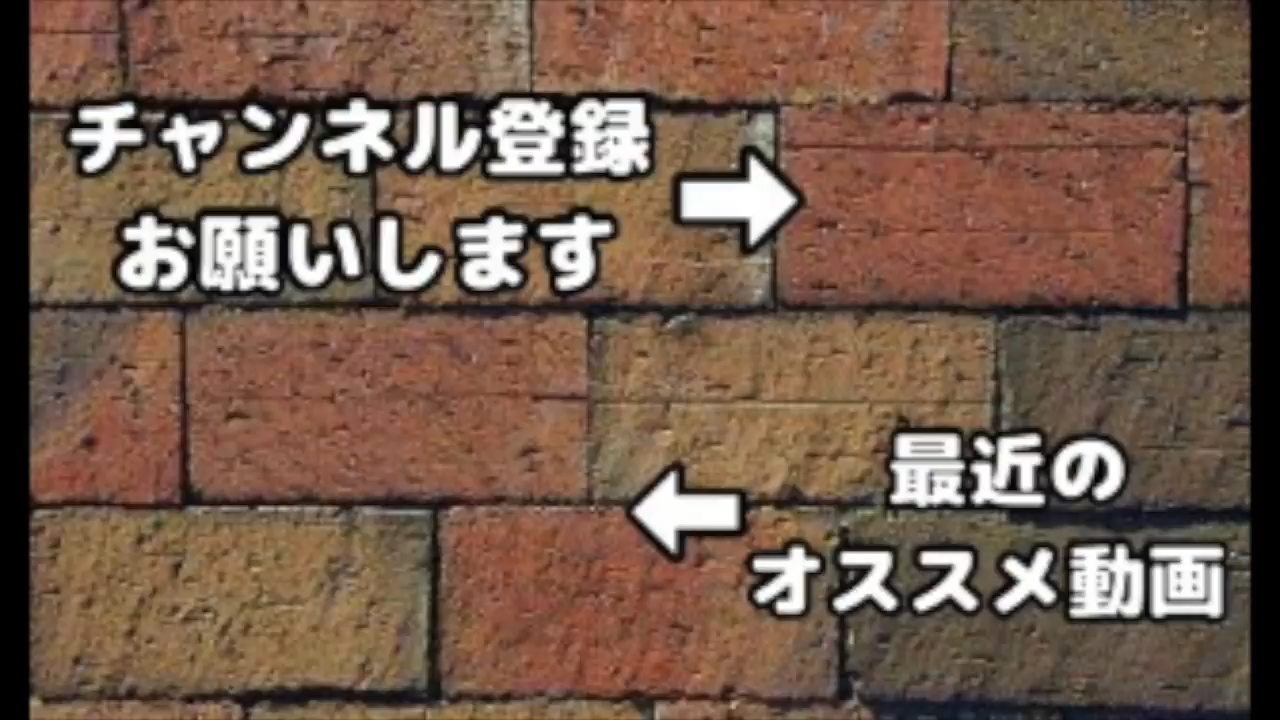 チャンネル登録
お願いします
最近の
オススメ動画